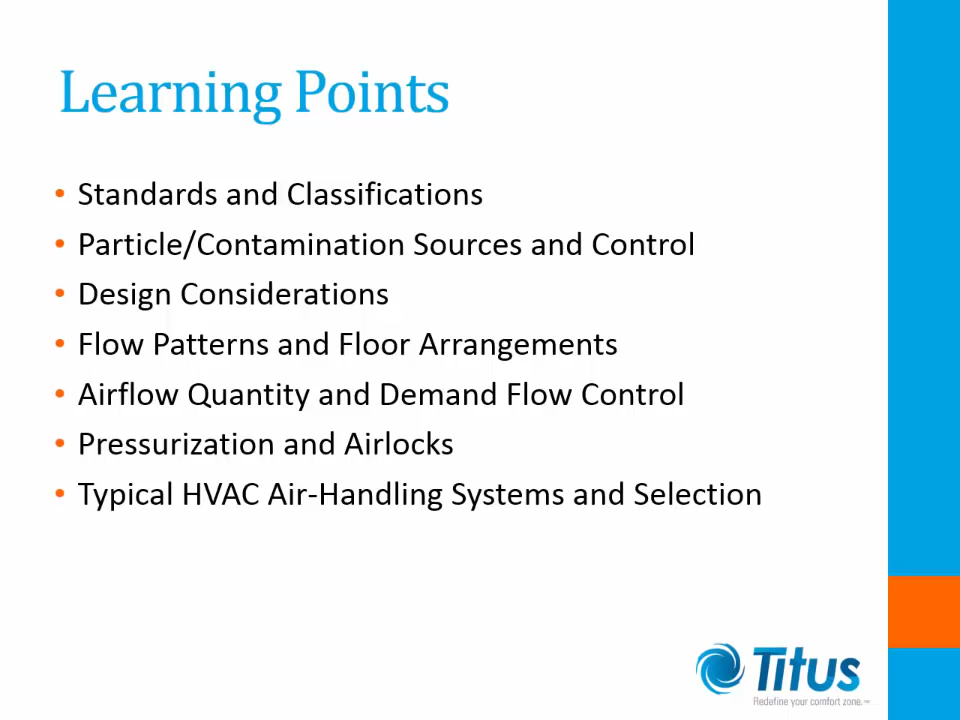 Learning Points
• Standards and Classifications
• Particle/Contamination Sources and Control
• Design Considerations
• Flow Patterns and Floor Arrangements
• Airflow Quantity and Demand Flow Control
• Pressurization and Airlocks
• Typical HVAC Air-Handling Systems and Selection
Titus
Redefine your comfort zone.™